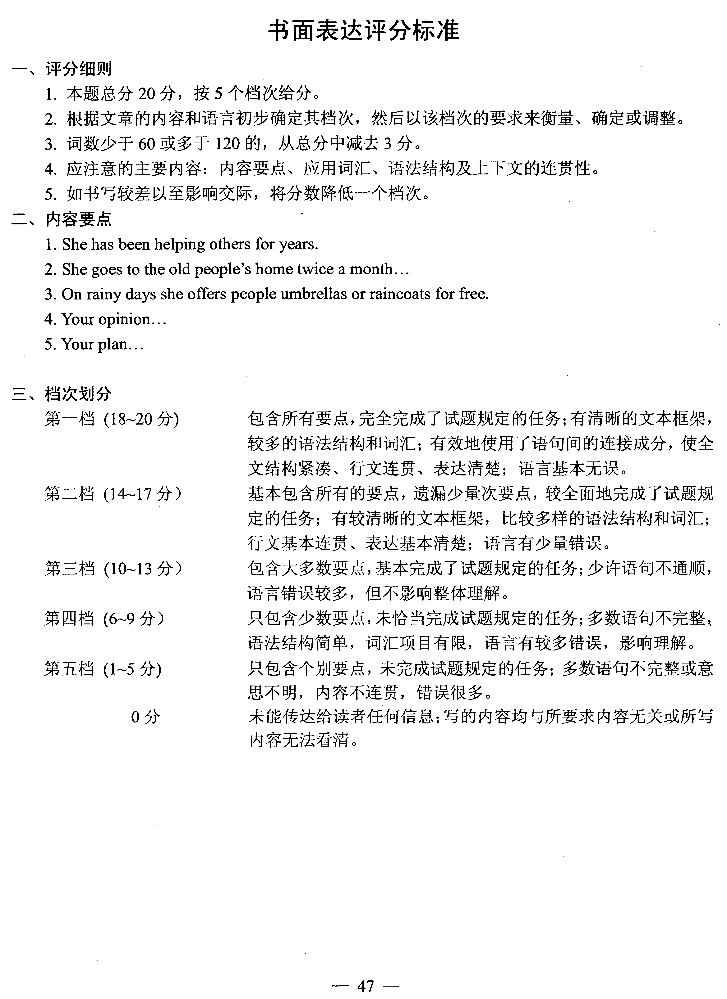 书面表达评分标准
一、评分细则
1. 本题总分 20 分，按 5 个档次给分。
2. 根据文章的内容和语言初步确定其档次，然后以该档次的要求来衡量、确定或调整。
3. 词数少于 60 或多于 120 的，从总分中减去 3 分。
4. 应注意的主要内容：内容要点、应用词汇、语法结构及上下文的连贯性。
5. 如书写较差以至影响交际，将分数降低一个档次。
二、内容要点
1. She has been helping others for years.
2. She goes to the old people's home twice a month…
3. On rainy days she offers people umbrellas or raincoats for free.
4. Your opinion…
5. Your plan…
三、档次划分
第一档 (18~20 分) 包含所有要点，完全完成了试题规定的任务；有清晰的文本框架，
较多的语法结构和词汇；有效地使用了语句间的连接成分，使全
文结构紧凑、行文连贯、表达清楚；语言基本无误。
第二档 (14~17 分） 基本包含所有的要点，遗漏少量次要点，较全面地完成了试题规
定的任务；有较清晰的文本框架，比较多样的语法结构和词汇；
行文基本连贯、表达基本清楚；语言有少量错误。
第三档 (10~13 分） 包含大多数要点，基本完成了试题规定的任务；少许语句不通顺，
语言错误较多，但不影响整体理解。
第四档 (6~9 分） 只包含少数要点，未恰当完成试题规定的任务；多数语句不完整，
语法结构简单，词汇项目有限，语言有较多错误，影响理解。
第五档 (1~5 分) 只包含个别要点，未完成试题规定的任务；多数语句不完整或意
思不明，内容不连贯，错误很多。
0 分 未能传达给读者任何信息；写的内容均与所要求内容无关或所写
内容无法看清。
— 47 —